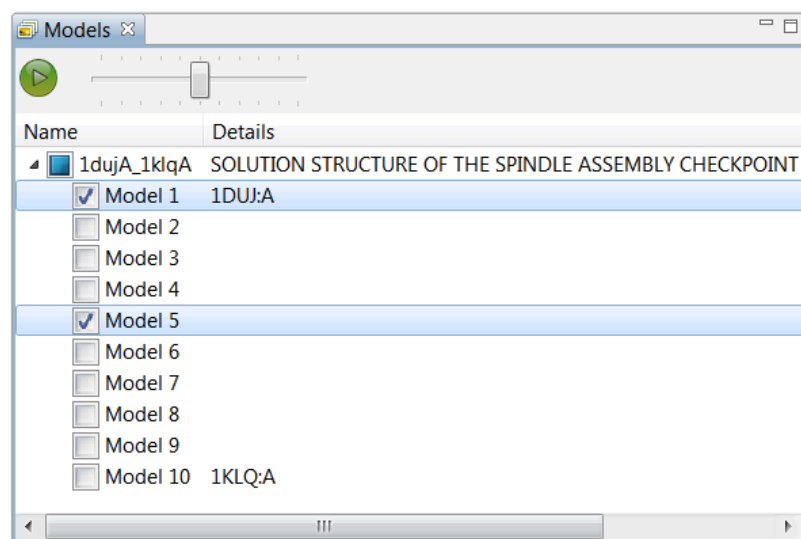 Models
Name Details
1dujA_1klqA SOLUTION STRUCTURE OF THE SPINDLE ASSEMBLY CHECKPOINT
Model 1 1DUJ:A
Model 2
Model 3
Model 4
Model 5
Model 6
Model 7
Model 8
Model 9
Model 10 1KLQ:A